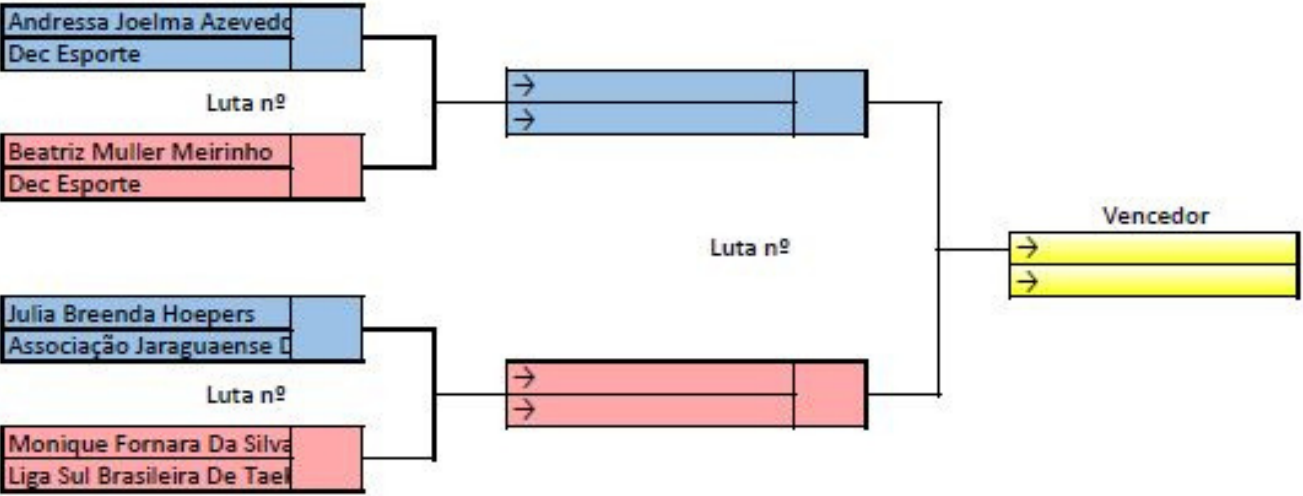 Andressa Joelma Azevedo
Dec Esporte
Luta nº
Beatriz Muller Meirinho
Dec Esporte
→
→
Luta nº
Vencedor
→
→
Julia Breenda Hoepers
Associação Jaraguaense
Luta nº
Monique Fornara Da Silva
Liga Sul Brasileira De
→
→